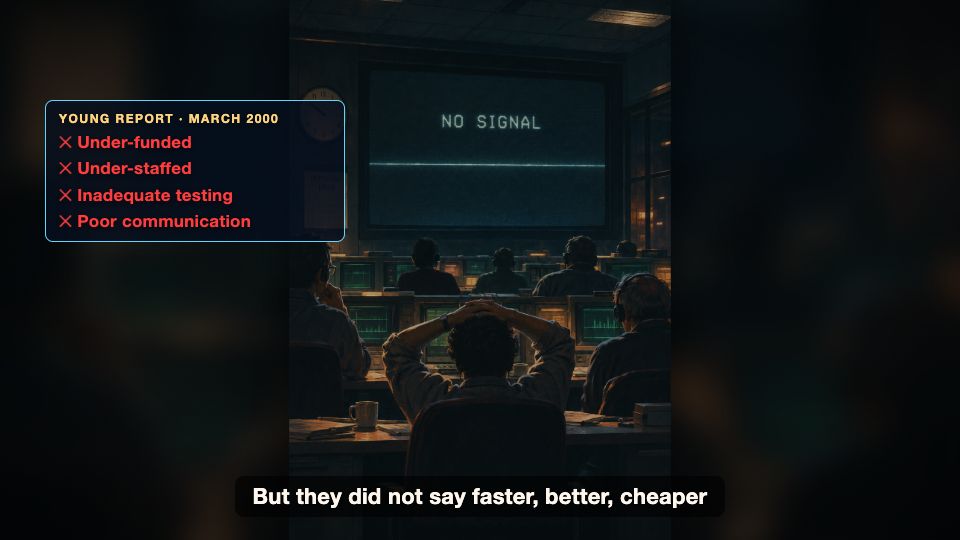 YOUNG REPORT · MARCH 2000
✕ Under-funded
✕ Under-staffed
✕ Inadequate testing
✕ Poor communication
NO SIGNAL
But they did not say faster, better, cheaper